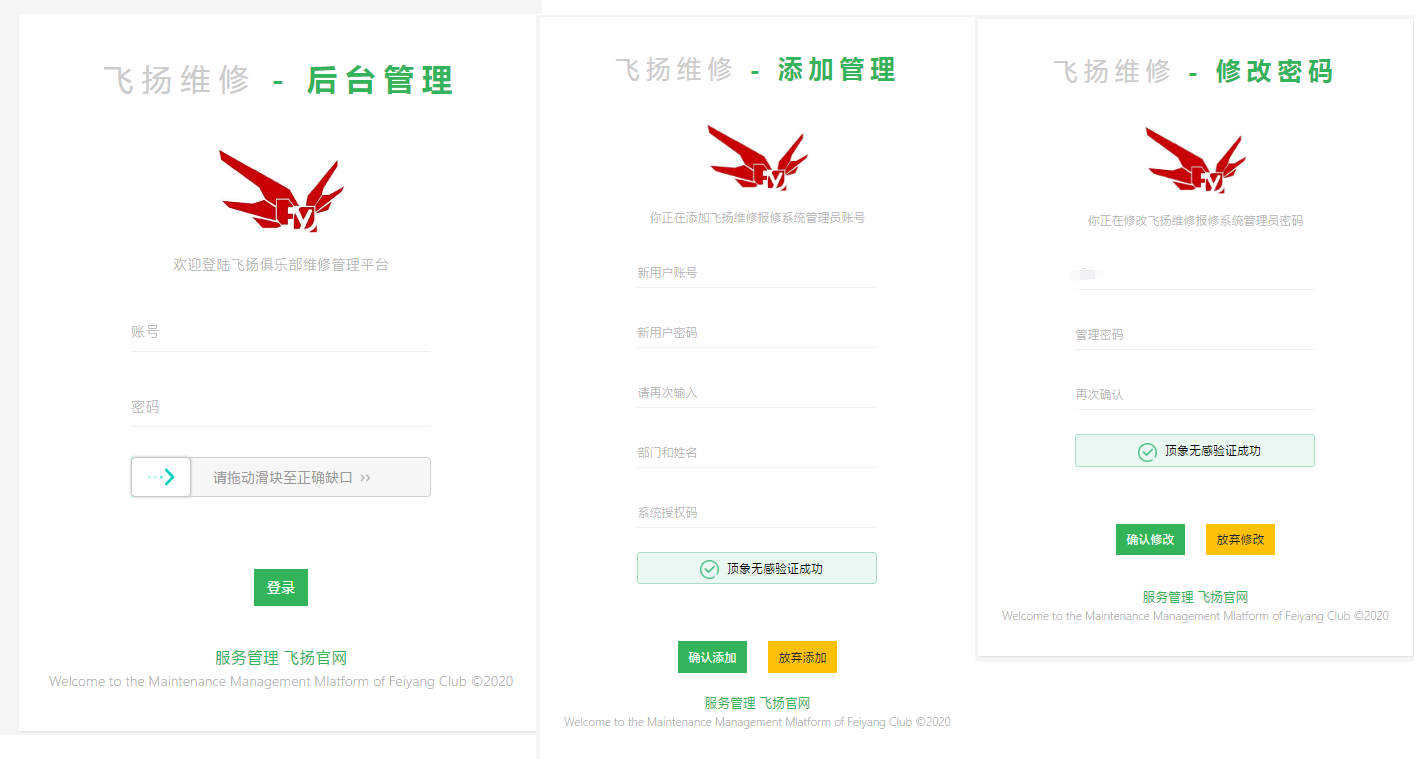 飞扬维修 - 后台管理
FY
欢迎登陆飞扬俱乐部维修管理平台
账号
密码
请拖动滑块至正确缺口 >>
登录
服务管理 飞扬官网
Welcome to the Maintenance Management Mlatform of Feiyang Club ©2020
飞扬维修 - 添加管理
Fy
你正在添加飞扬维修报修系统管理员账号
新用户账号
新用户密码
请再次输入
部门和姓名
系统授权码
顶象无感验证成功
确认添加 放弃添加
服务管理 飞扬官网
Welcome to the Maintenance Management Mlatform of Feiyang Club ©2020
飞扬维修 - 修改密码
Fy
你正在修改飞扬维修报修系统管理员密码
管理密码
再次确认
顶象无感验证成功
确认修改 放弃修改
服务管理 飞扬官网
Welcome to the Maintenance Management Mlatform of Feiyang Club ©2020